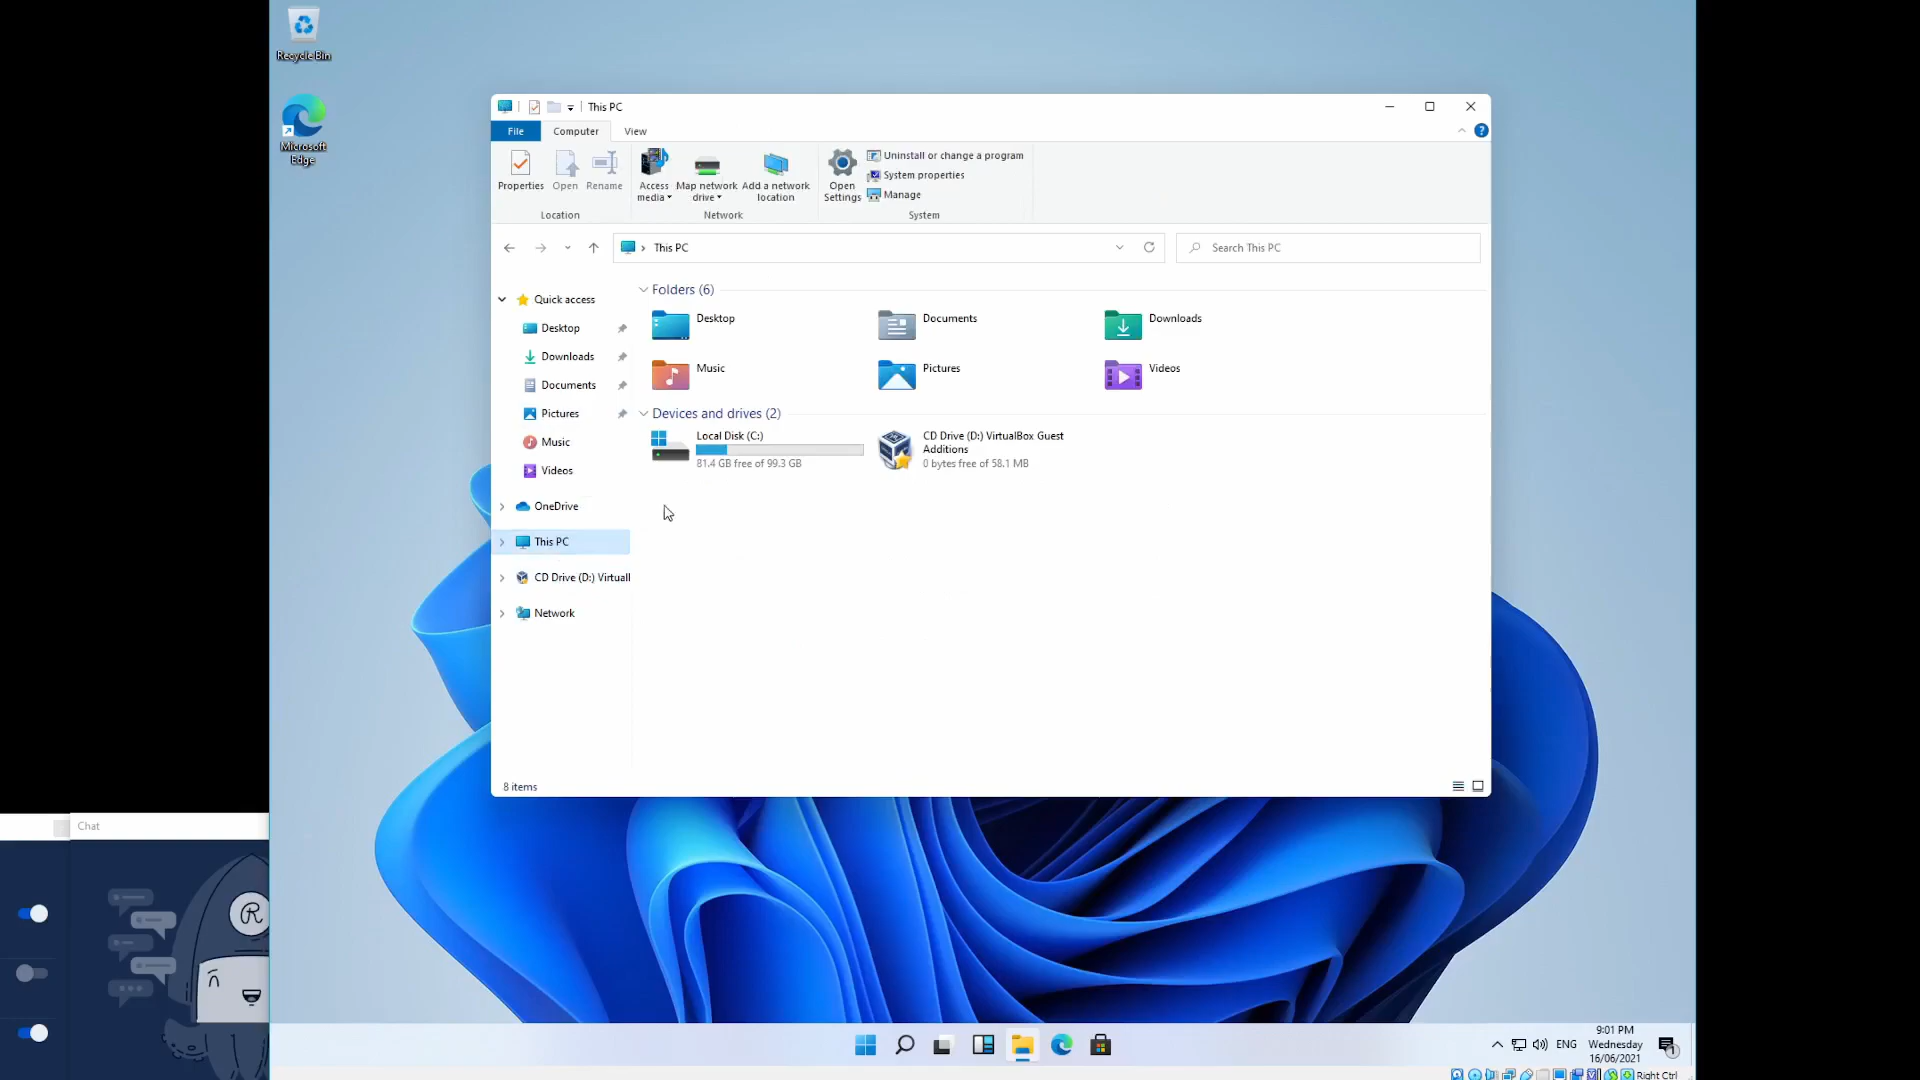 Recycle Bin
Microsoft
Edge
This PC
File
Computer
View
Properties
Open
Rename
Location
Access
media
Map network
drive
Add a network
location
Network
Open
Settings
Uninstall or change a program
System properties
Manage
System
This PC
Search This PC
Quick access
Desktop
Downloads
Documents
Pictures
Music
Videos
OneDrive
This PC
CD Drive (D:) Virtuall
Network
Folders (6)
Desktop
Documents
Downloads
Music
Pictures
Videos
Devices and drives (2)
Local Disk (C:)
81.4 GB free of 99.3 GB
CD Drive (D:) VirtualBox Guest
Additions
0 bytes free of 58.1 MB
8 items
Chat
R
ENG
9:01 PM
Wednesday
16/06/2021
1
Right Ctrl